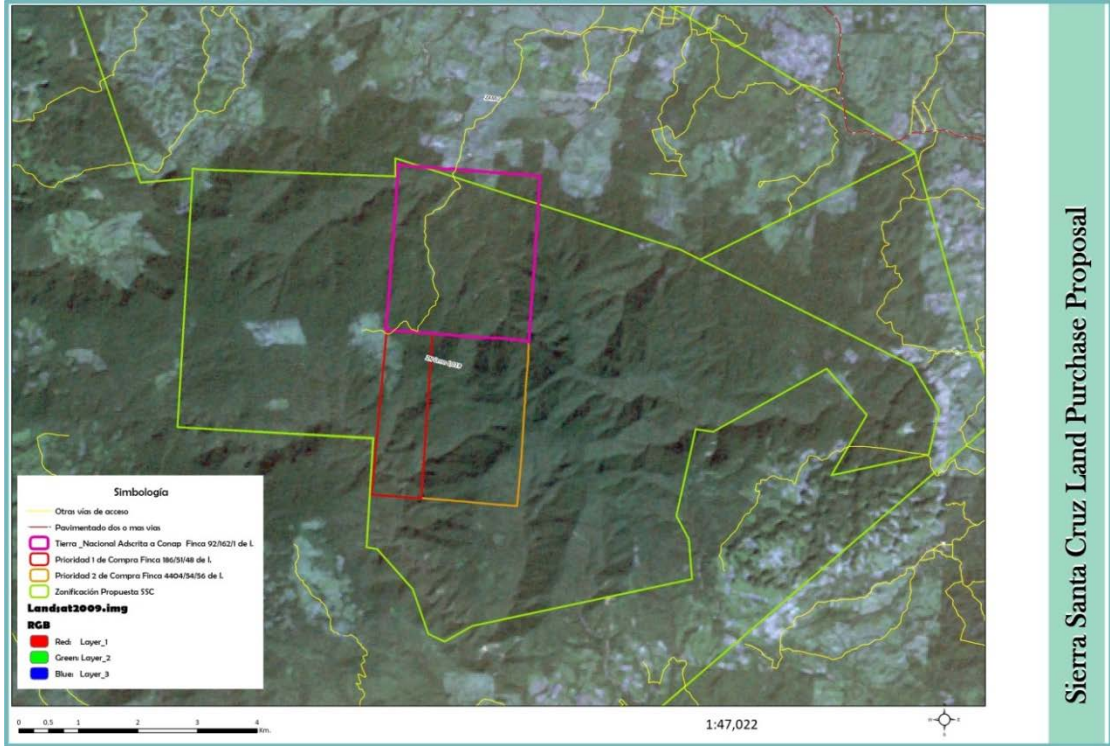 Sierra Santa Cruz Land Purchase Proposal
Simbología
Otras vías de acceso
Pavimentado dos o mas vias
Tierra _Nacional Adscrita a Conap Finca 92/162/1 de I.
Prioridad 1 de Compra Finca 186/51/48 de I.
Prioridad 2 de Compra Finca 4404/54/56 de I.
Zonificación Propuesta SSC
Landsat2009.img
RGB
Red: Layer_1
Green: Layer_2
Blue: Layer_3
0 0.5 1 2 3 4
Km.
1:47,022